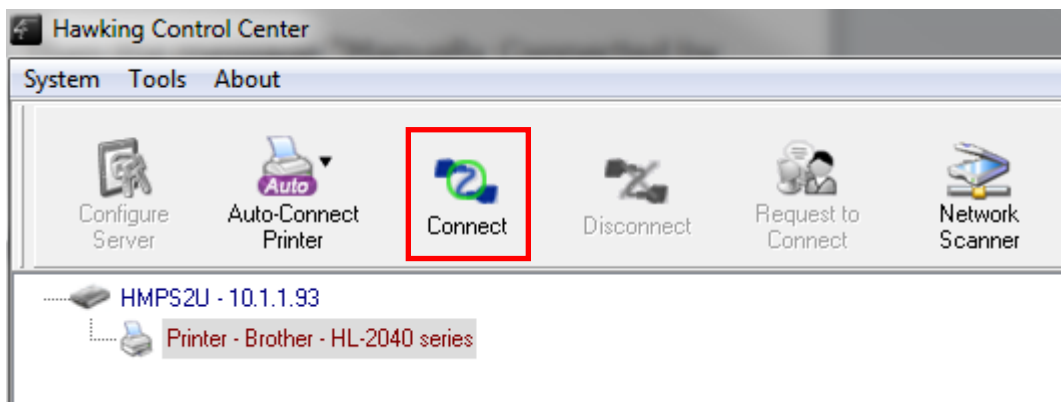 Hawking Control Center
System Tools About
Configure
Server
Auto
Auto-Connect
Printer
Connect
Disconnect
Request to
Connect
Network
Scanner
HMPS2U - 10.1.1.93
Printer - Brother - HL-2040 series